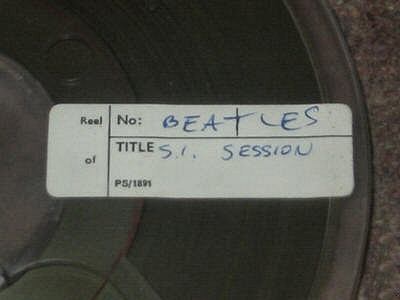 Reel No: BEATLES
of TITLE S.I. SESSION
PS/1891